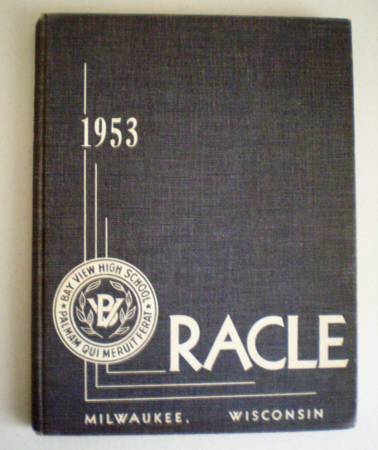 1953
BAY VIEW HIGH SCHOOL
BV
PALMAM QUI MERUIT FERAT
RACLE
MILWAUKEE, WISCONSIN